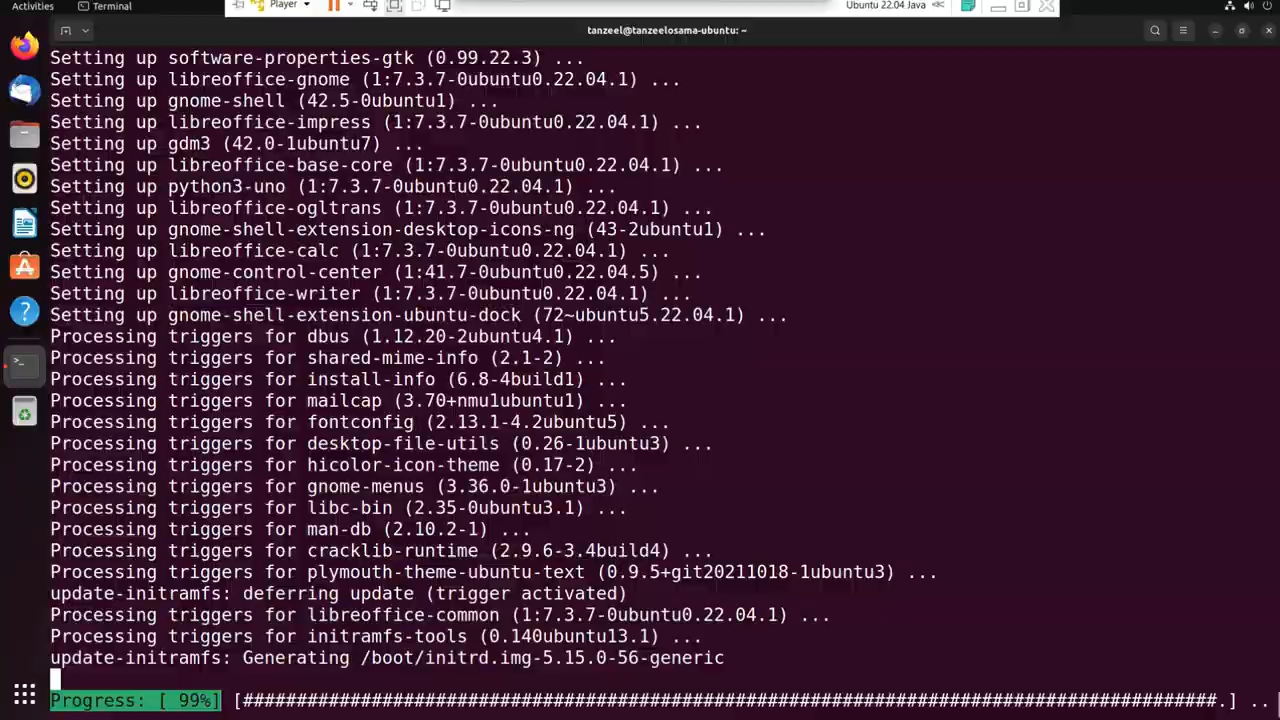 Activities
Terminal
Player
Ubuntu 22.04 Java
tanzeel@tanzeelosama-ubuntu: ~
Setting up software-properties-gtk (0.99.22.3) ...
Setting up libreoffice-gnome (1:7.3.7-0ubuntu0.22.04.1) ...
Setting up gnome-shell (42.5-0ubuntu1) ...
Setting up libreoffice-impress (1:7.3.7-0ubuntu0.22.04.1) ...
Setting up gdm3 (42.0-1ubuntu7) ...
Setting up libreoffice-base-core (1:7.3.7-0ubuntu0.22.04.1) ...
Setting up python3-uno (1:7.3.7-0ubuntu0.22.04.1) ...
Setting up libreoffice-ogltrans (1:7.3.7-0ubuntu0.22.04.1) ...
Setting up gnome-shell-extension-desktop-icons-ng (43-2ubuntu1) ...
Setting up libreoffice-calc (1:7.3.7-0ubuntu0.22.04.1) ...
Setting up gnome-control-center (1:41.7-0ubuntu0.22.04.5) ...
Setting up libreoffice-writer (1:7.3.7-0ubuntu0.22.04.1) ...
Setting up gnome-shell-extension-ubuntu-dock (72~ubuntu5.22.04.1) ...
Processing triggers for dbus (1.12.20-2ubuntu4.1) ...
Processing triggers for shared-mime-info (2.1-2) ...
Processing triggers for install-info (6.8-4build1) ...
Processing triggers for mailcap (3.70+nmu1ubuntu1) ...
Processing triggers for fontconfig (2.13.1-4.2ubuntu5) ...
Processing triggers for desktop-file-utils (0.26-1ubuntu3) ...
Processing triggers for hicolor-icon-theme (0.17-2) ...
Processing triggers for gnome-menus (3.36.0-1ubuntu3) ...
Processing triggers for libc-bin (2.35-0ubuntu3.1) ...
Processing triggers for man-db (2.10.2-1) ...
Processing triggers for cracklib-runtime (2.9.6-3.4build4) ...
Processing triggers for plymouth-theme-ubuntu-text (0.9.5+git20211018-1ubuntu3) ...
update-initramfs: deferring update (trigger activated)
Processing triggers for libreoffice-common (1:7.3.7-0ubuntu0.22.04.1) ...
Processing triggers for initramfs-tools (0.140ubuntu13.1) ...
update-initramfs: Generating /boot/initrd.img-5.15.0-56-generic
Progress: [ 99%] [###########################################################################################.] ..